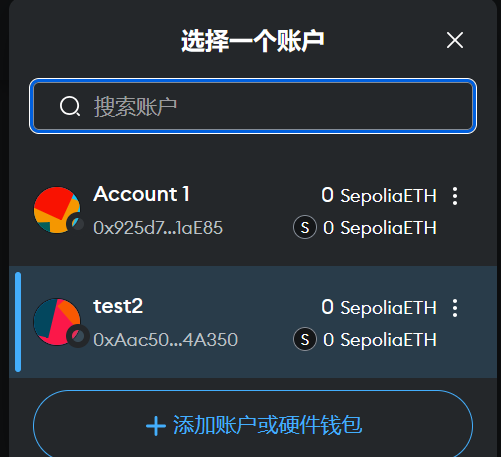 选择一个账户
搜索账户
Account 1
0 SepoliaETH
0x925d7...1aE85
S 0 SepoliaETH
test2
0 SepoliaETH
0xAac50...4A350
S 0 SepoliaETH
+ 添加账户或硬件钱包